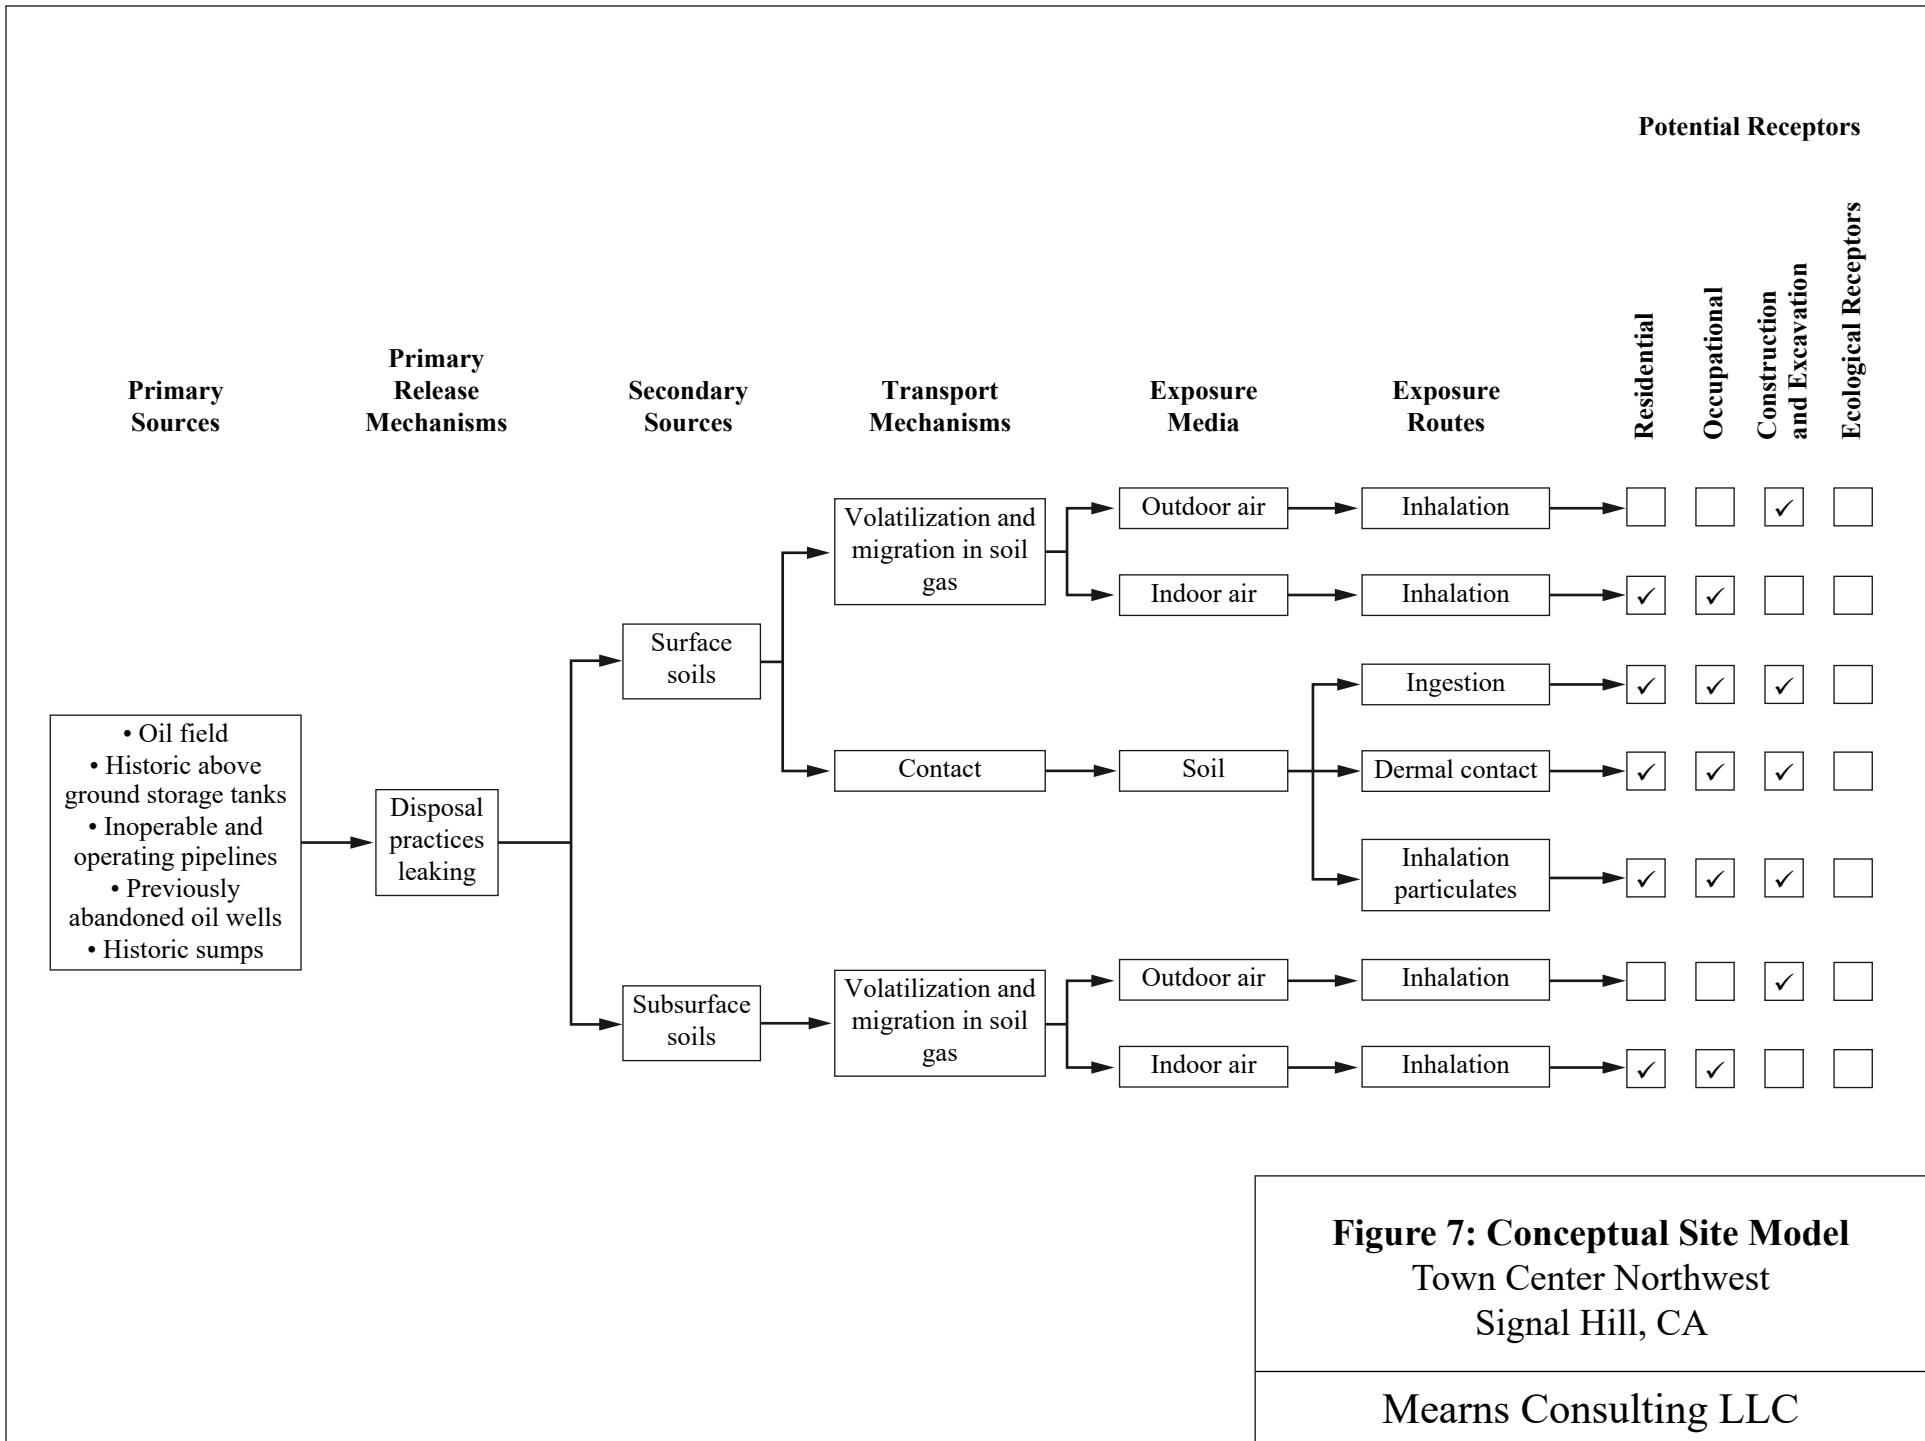 Potential Receptors
Primary
Sources
Primary
Release
Mechanisms
Secondary
Sources
Transport
Mechanisms
Exposure
Media
Exposure
Routes
Residential
Occupational
Construction
and Excavation
Ecological Receptors
• Oil field
• Historic above
ground storage tanks
• Inoperable and
operating pipelines
• Previously
abandoned oil wells
• Historic sumps
Disposal
practices
leaking
Surface
soils
Subsurface
soils
Volatilization and
migration in soil
gas
Contact
Volatilization and
migration in soil
gas
Outdoor air
Indoor air
Soil
Outdoor air
Indoor air
Inhalation
Inhalation
Ingestion
Dermal contact
Inhalation
particulates
Inhalation
Inhalation
✓
✓ ✓
✓ ✓ ✓
✓ ✓ ✓
✓ ✓ ✓
✓
✓ ✓
Figure 7: Conceptual Site Model
Town Center Northwest
Signal Hill, CA
Mearns Consulting LLC